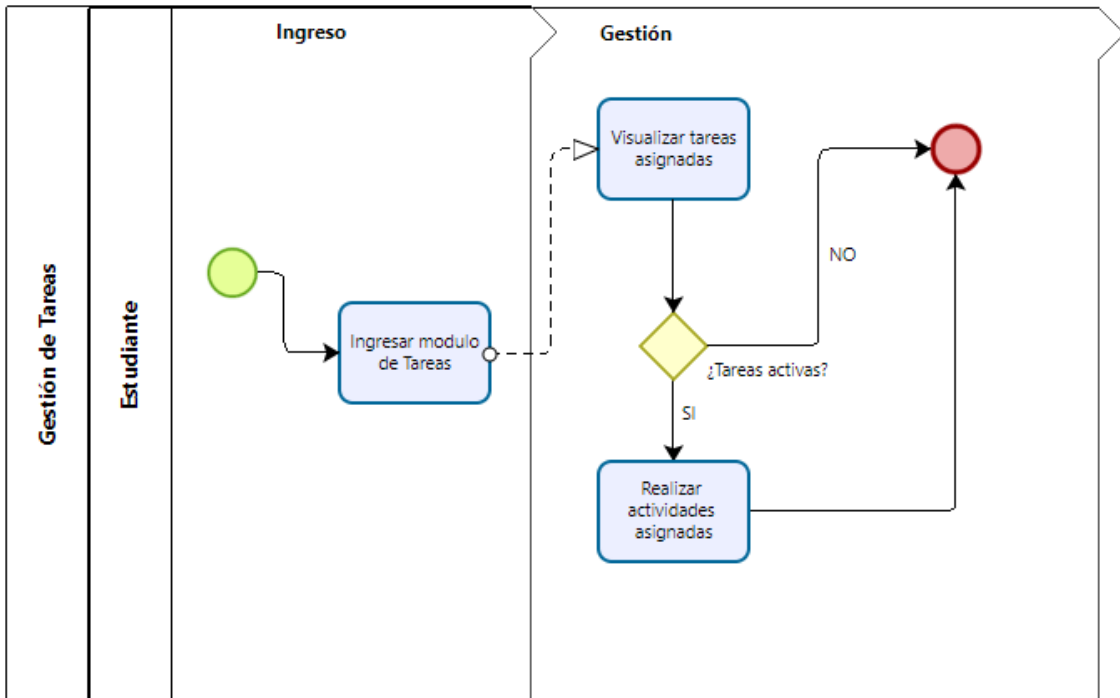 Gestión de Tareas
Estudiante
Ingreso
Gestión
Visualizar tareas
asignadas
NO
Ingresar modulo
de Tareas
¿Tareas activas?
SI
Realizar
actividades
asignadas